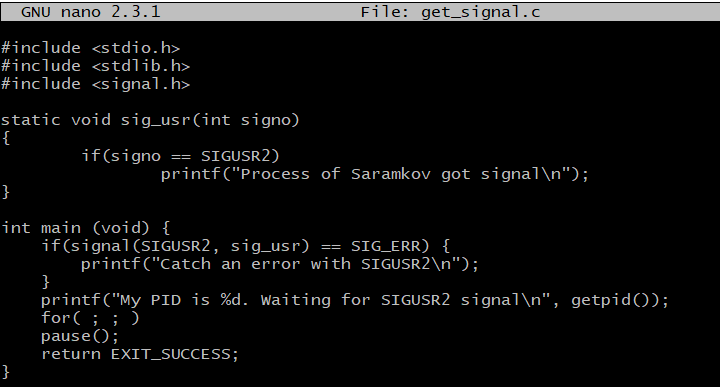 GNU nano 2.3.1 File: get_signal.c
#include <stdio.h>
#include <stdlib.h>
#include <signal.h>
static void sig_usr(int signo)
{
if(signo == SIGUSR2)
printf("Process of Saramkov got signal\n");
}
int main (void) {
if(signal(SIGUSR2, sig_usr) == SIG_ERR) {
printf("Catch an error with SIGUSR2\n");
}
printf("My PID is %d. Waiting for SIGUSR2 signal\n", getpid());
for( ; ; )
pause();
return EXIT_SUCCESS;
}